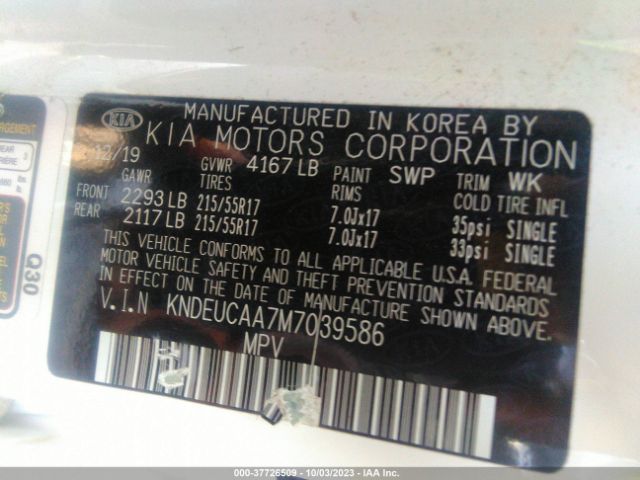 MANUFACTURED IN KOREA BY
KIA KIA MOTORS CORPORATION
12/19 GVWR 4167 LB PAINT SWP TRIM WK
GAWR TIRES RIMS COLD TIRE INFL
FRONT 2293 LB 215/55R17 7.0Jx17 35psi SINGLE
REAR 2117 LB 215/55R17 7.0Jx17 33psi SINGLE
THIS VEHICLE CONFORMS TO ALL APPLICABLE U.S.A. FEDERAL
MOTOR VEHICLE SAFETY AND THEFT PREVENTION STANDARDS
IN EFFECT ON THE DATE OF MANUFACTURE SHOWN ABOVE.
V.I.N KNDEUCAA7M7039586
MPV
Q30
000-37726509 - 10/03/2023 - IAA Inc.